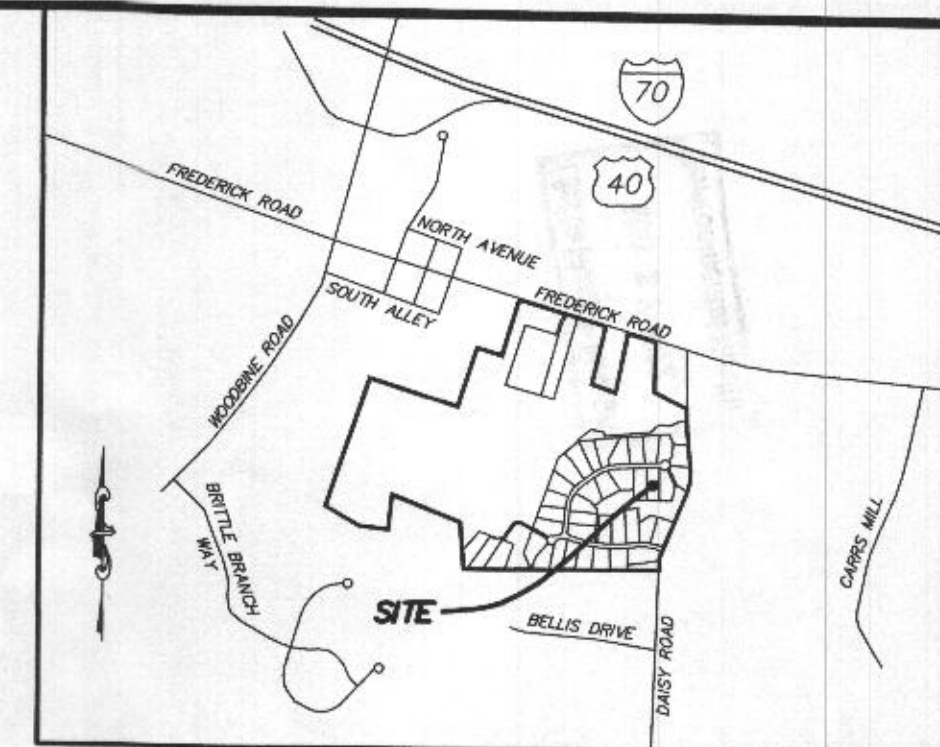 70
40
FREDERICK ROAD
NORTH AVENUE
SOUTH ALLEY
FREDERICK ROAD
WOODBINE ROAD
BRITTLE BRANCH
WAY
SITE
BELLIS DRIVE
DAISY ROAD
CARRS MILL